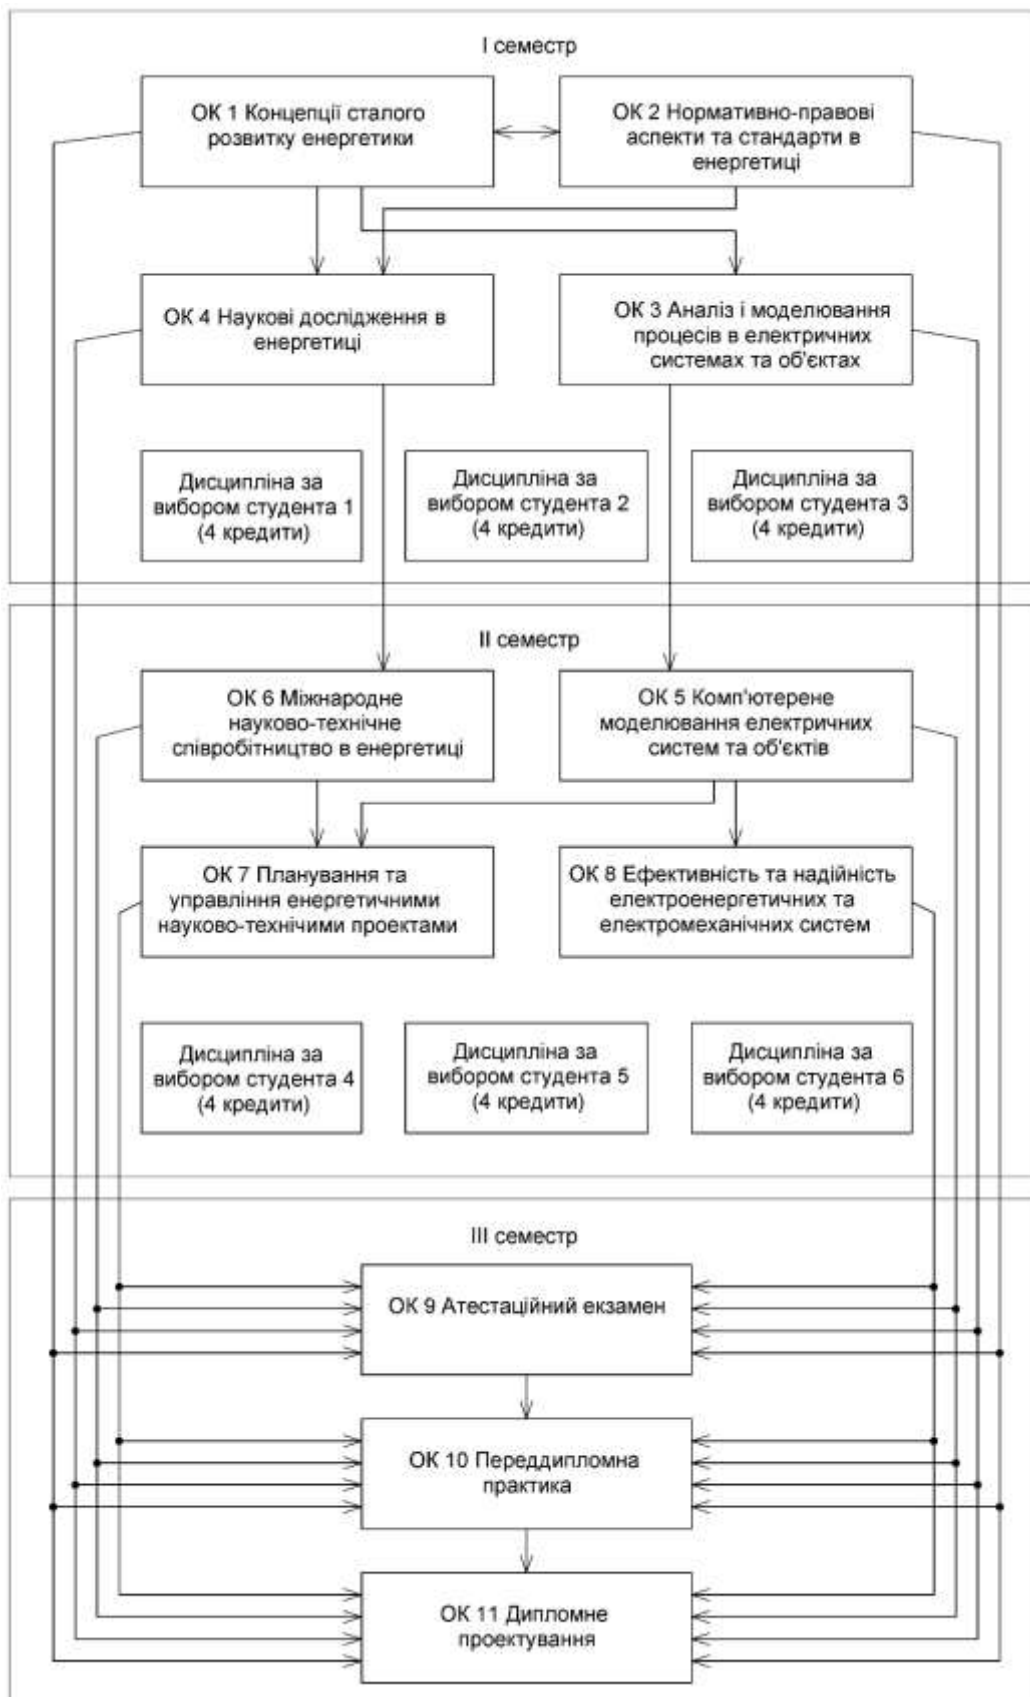 І семестр
ОК 1 Концепції сталого
розвитку енергетики
ОК 2 Нормативно-правові
аспекти та стандарти в
енергетиці
ОК 4 Наукові дослідження в
енергетиці
ОК 3 Аналіз і моделювання
процесів в електричних
системах та об'єктах
Дисципліна за
вибором студента 1
(4 кредити)
Дисципліна за
вибором студента 2
(4 кредити)
Дисципліна за
вибором студента 3
(4 кредити)
ІІ семестр
ОК 6 Міжнародне
науково-технічне
співробітництво в енергетиці
ОК 5 Комп'ютерене
моделювання електричних
систем та об'єктів
ОК 7 Планування та
управління енергетичними
науково-технічими проектами
ОК 8 Ефективність та надійність
електроенергетичних та
електромеханічних систем
Дисципліна за
вибором студента 4
(4 кредити)
Дисципліна за
вибором студента 5
(4 кредити)
Дисципліна за
вибором студента 6
(4 кредити)
ІІІ семестр
ОК 9 Атестаційний екзамен
ОК 10 Переддипломна
практика
ОК 11 Дипломне
проектування